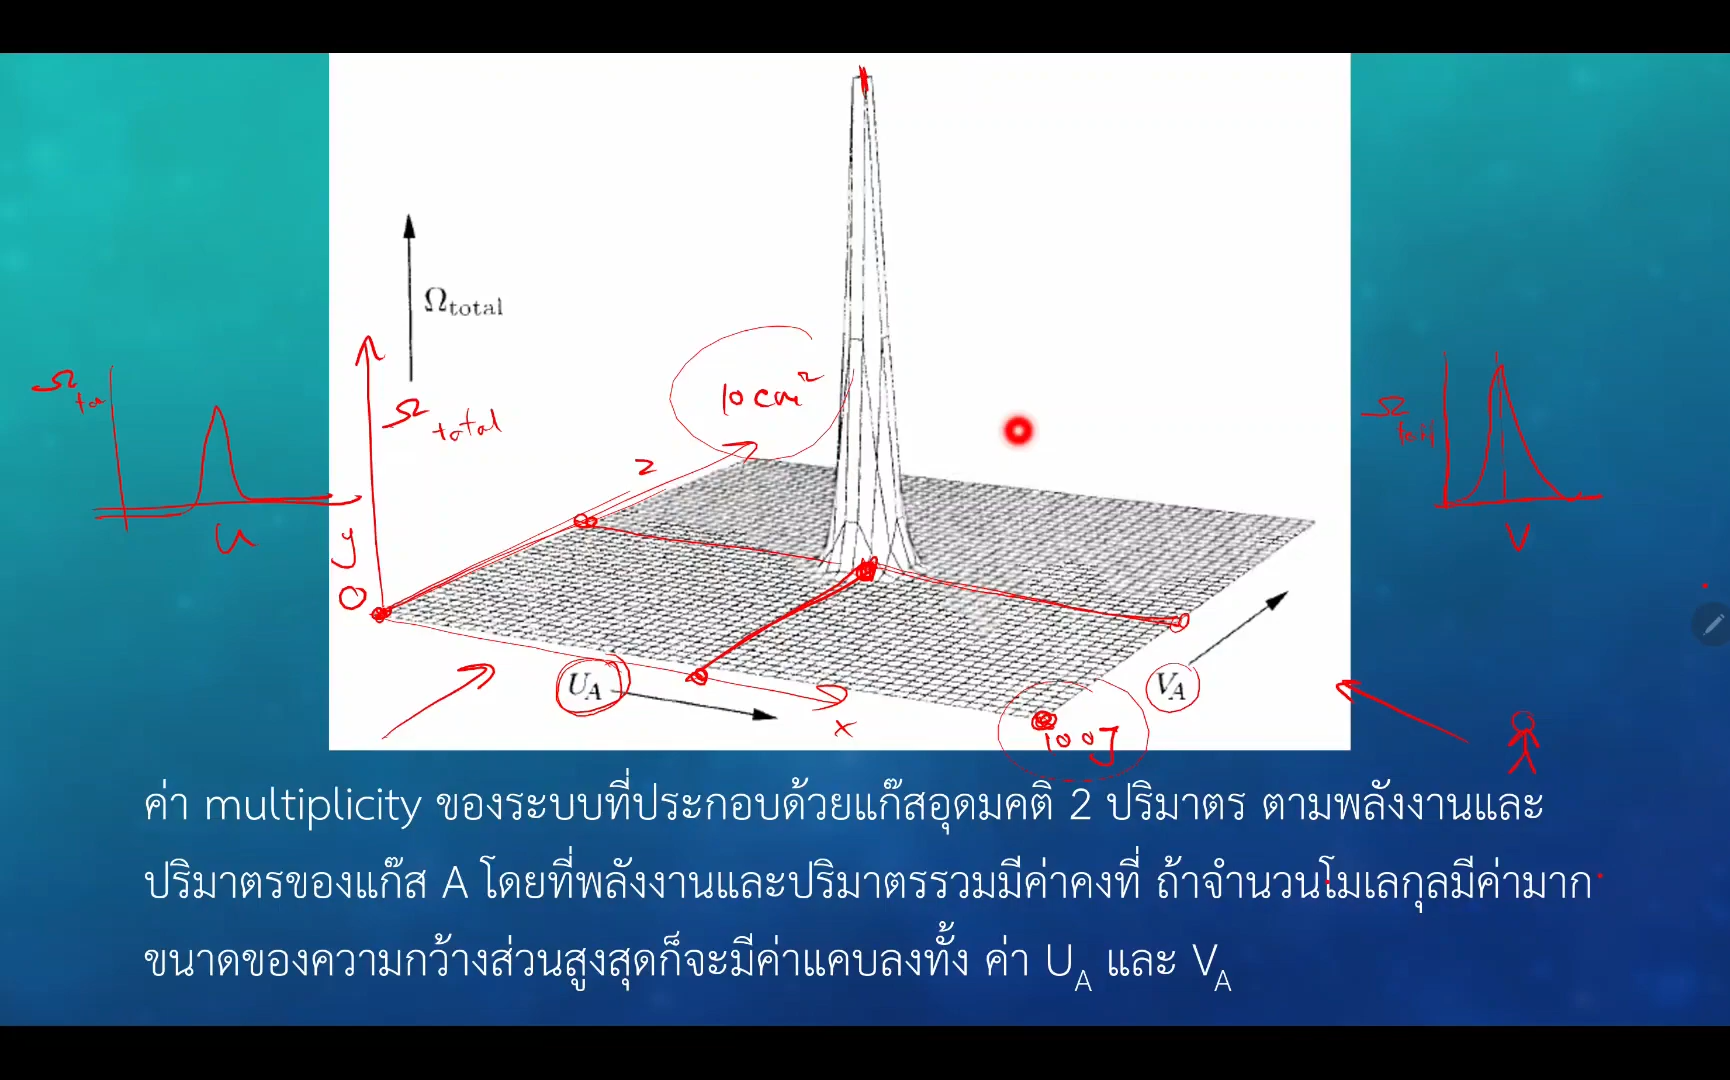 Ωtotal
Ωtotal
10 cm²
Ωtot
U
y
0
z
UA
x
VA
100J
Ωtot
V
ค่า multiplicity ของระบบที่ประกอบด้วยแก๊สอุดมคติ 2 ปริมาตร ตามพลังงานและ
ปริมาตรของแก๊ส A โดยที่พลังงานและปริมาตรรวมมีค่าคงที่ ถ้าจำนวนโมเลกุลมีค่ามาก
ขนาดของความกว้างส่วนสูงสุดก็จะมีค่าแคบลงทั้ง ค่า UA และ VA